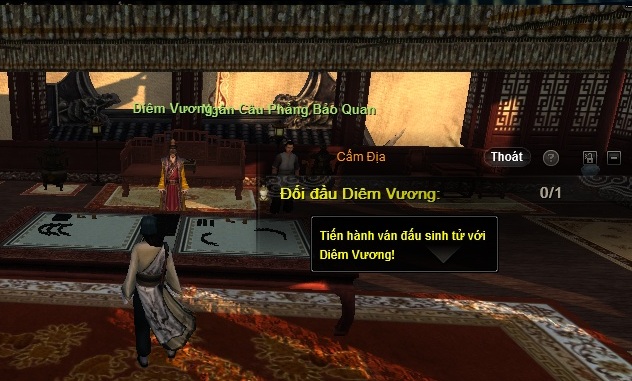 Diêm Vương
Ngân Câu Phảng Bảo Quan
Cấm Địa
Thoát
?
Đối đầu Diêm Vương:
0/1
Tiến hành ván đấu sinh tử với
Diêm Vương!